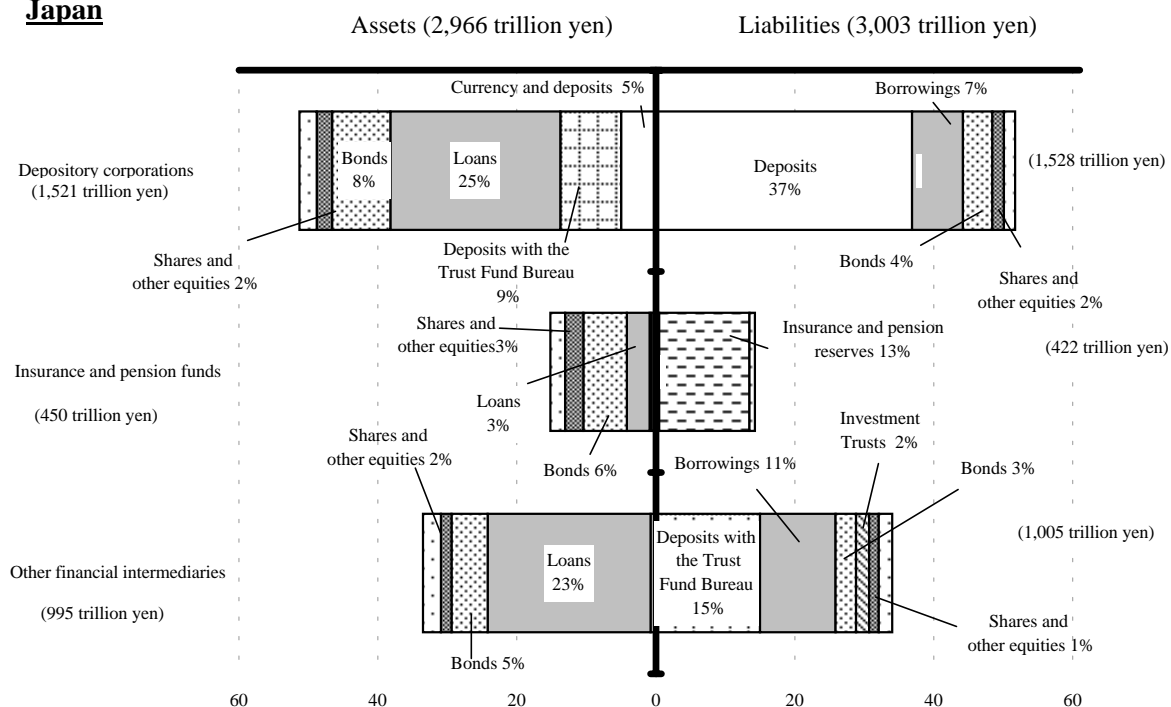 Japan
Assets (2,966 trillion yen)
Liabilities (3,003 trillion yen)
Currency and deposits 5%
Borrowings 7%
Depository corporations
(1,521 trillion yen)
Bonds
8%
Loans
25%
Deposits
37%
(1,528 trillion yen)
Shares and
other equities 2%
Deposits with the
Trust Fund Bureau
9%
Bonds 4%
Shares and
other equities 2%
Insurance and pension funds
(450 trillion yen)
Shares and
other equities3%
Loans
3%
Bonds 6%
Insurance and pension
reserves 13%
(422 trillion yen)
Shares and
other equities 2%
Borrowings 11%
Investment
Trusts 2%
Bonds 3%
Other financial intermediaries
(995 trillion yen)
Loans
23%
Deposits with
the Trust
Fund Bureau
15%
(1,005 trillion yen)
Bonds 5%
Shares and
other equities 1%
60 40 20 0 20 40 60